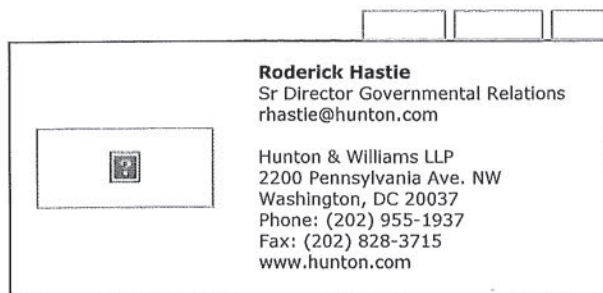 Roderick Hastie
Sr Director Governmental Relations
rhastie@hunton.com
Hunton & Williams LLP
2200 Pennsylvania Ave. NW
Washington, DC 20037
Phone: (202) 955-1937
Fax: (202) 828-3715
www.hunton.com